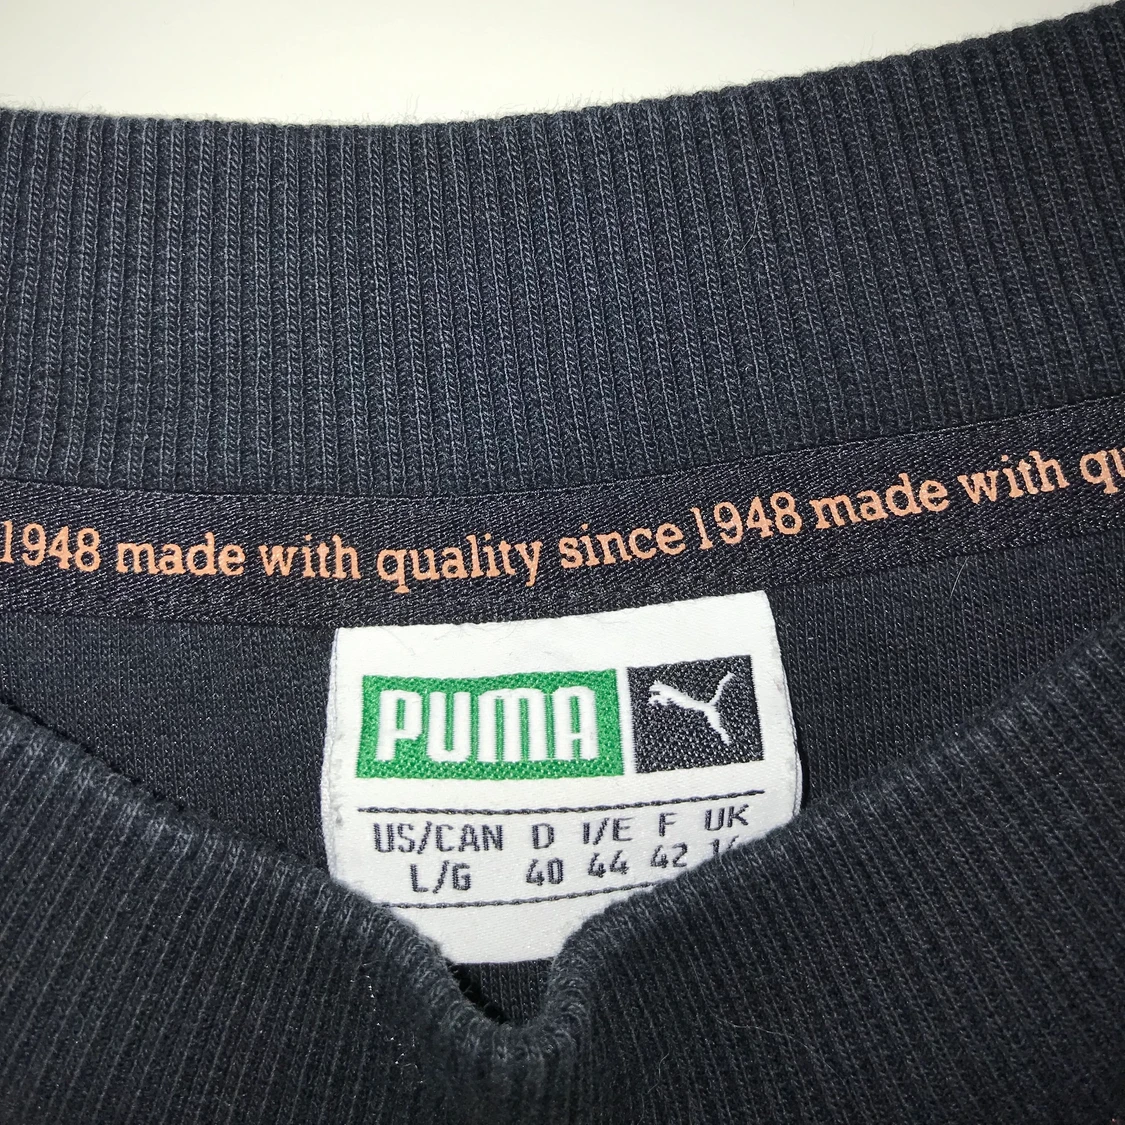 1948 made with quality since 1948 made with
PUMA
US/CAN D I/E F UK
L/G 40 44 42